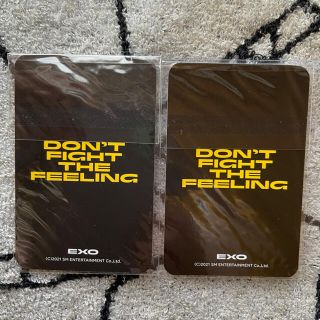 DON'T
FIGHT
THE
FEELING
EXO
(C)2021 SM ENTERTAINMENT Co.,Ltd.
DON'T
FIGHT
THE
FEELING
EXO
(C)2021 SM ENTERTAINMENT Co.,Ltd.